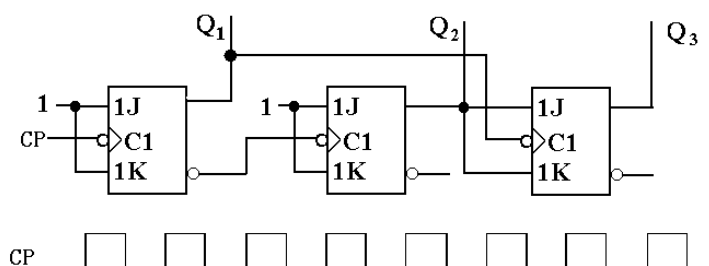 Q1 Q2 Q3
1 1J 1 1J 1J
CP C1 C1 C1
1K 1K 1K
CP